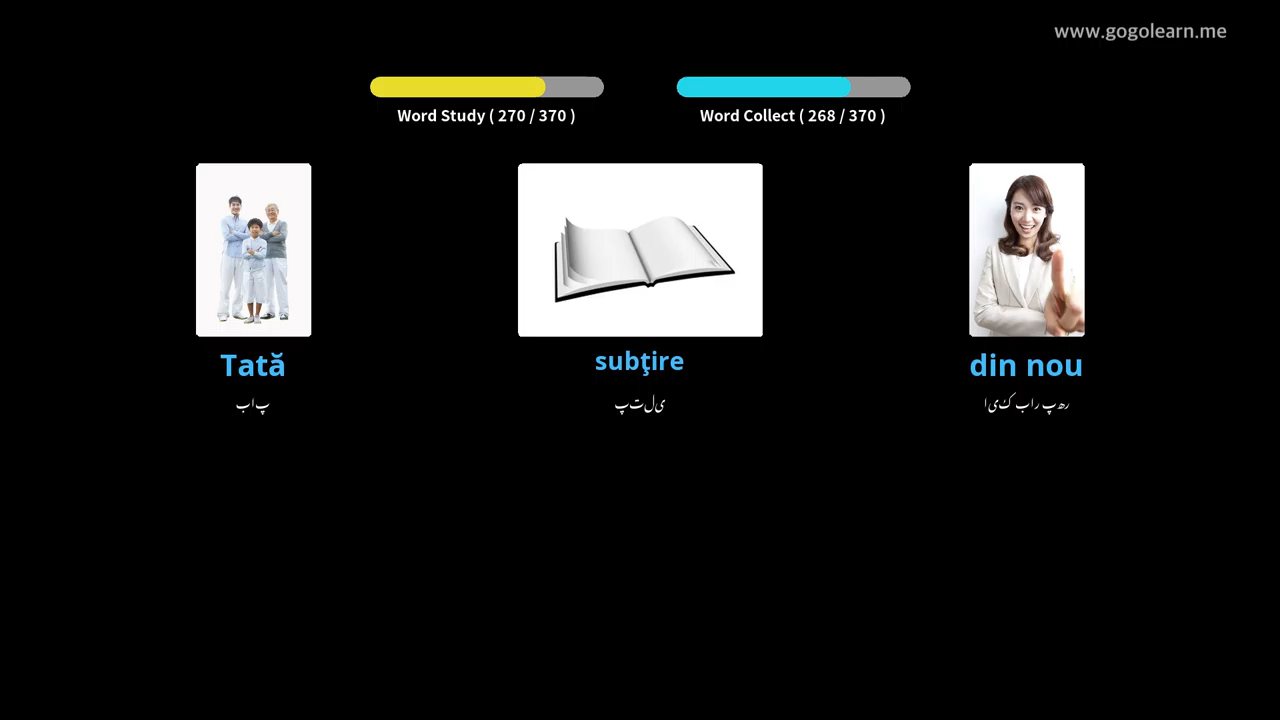 www.gogolearn.me
Word Study ( 270 / 370 )
Word Collect ( 268 / 370 )
Tată
subţire
din nou
باپ
پتلی
ایک بار پھر